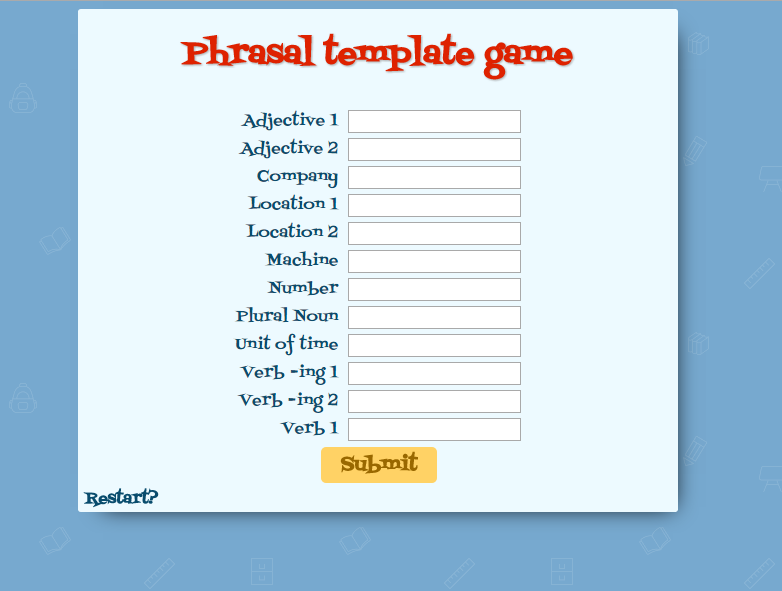 Phrasal template game
Adjective 1
Adjective 2
Company
Location 1
Location 2
Machine
Number
Plural Noun
Unit of time
Verb -ing 1
Verb -ing 2
Verb 1
Submit
Restart?